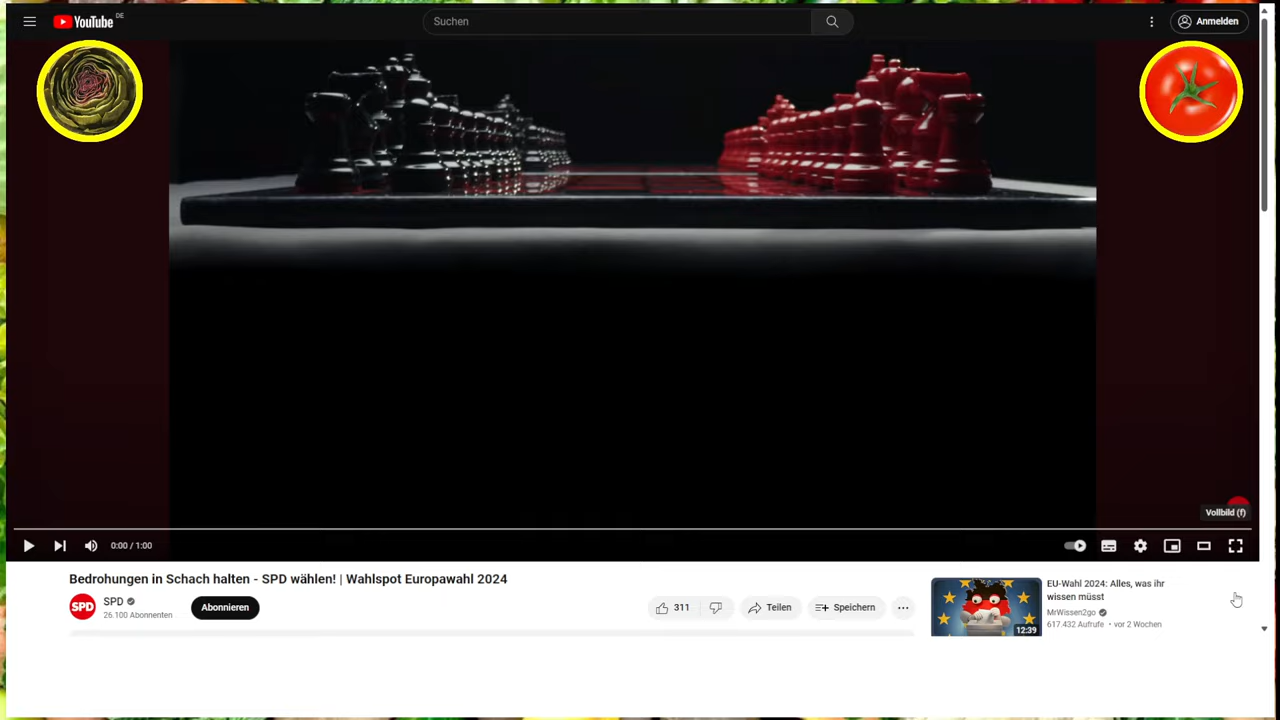 YouTube DE
Suchen
Anmelden
Vollbild (f)
0:00 / 1:00
Bedrohungen in Schach halten - SPD wählen! | Wahlspot Europawahl 2024
SPD
SPD
26.100 Abonnenten
Abonnieren
311
Teilen
Speichern
12:39
EU-Wahl 2024: Alles, was ihr
wissen müsst
MrWissen2go
617.432 Aufrufe • vor 2 Wochen